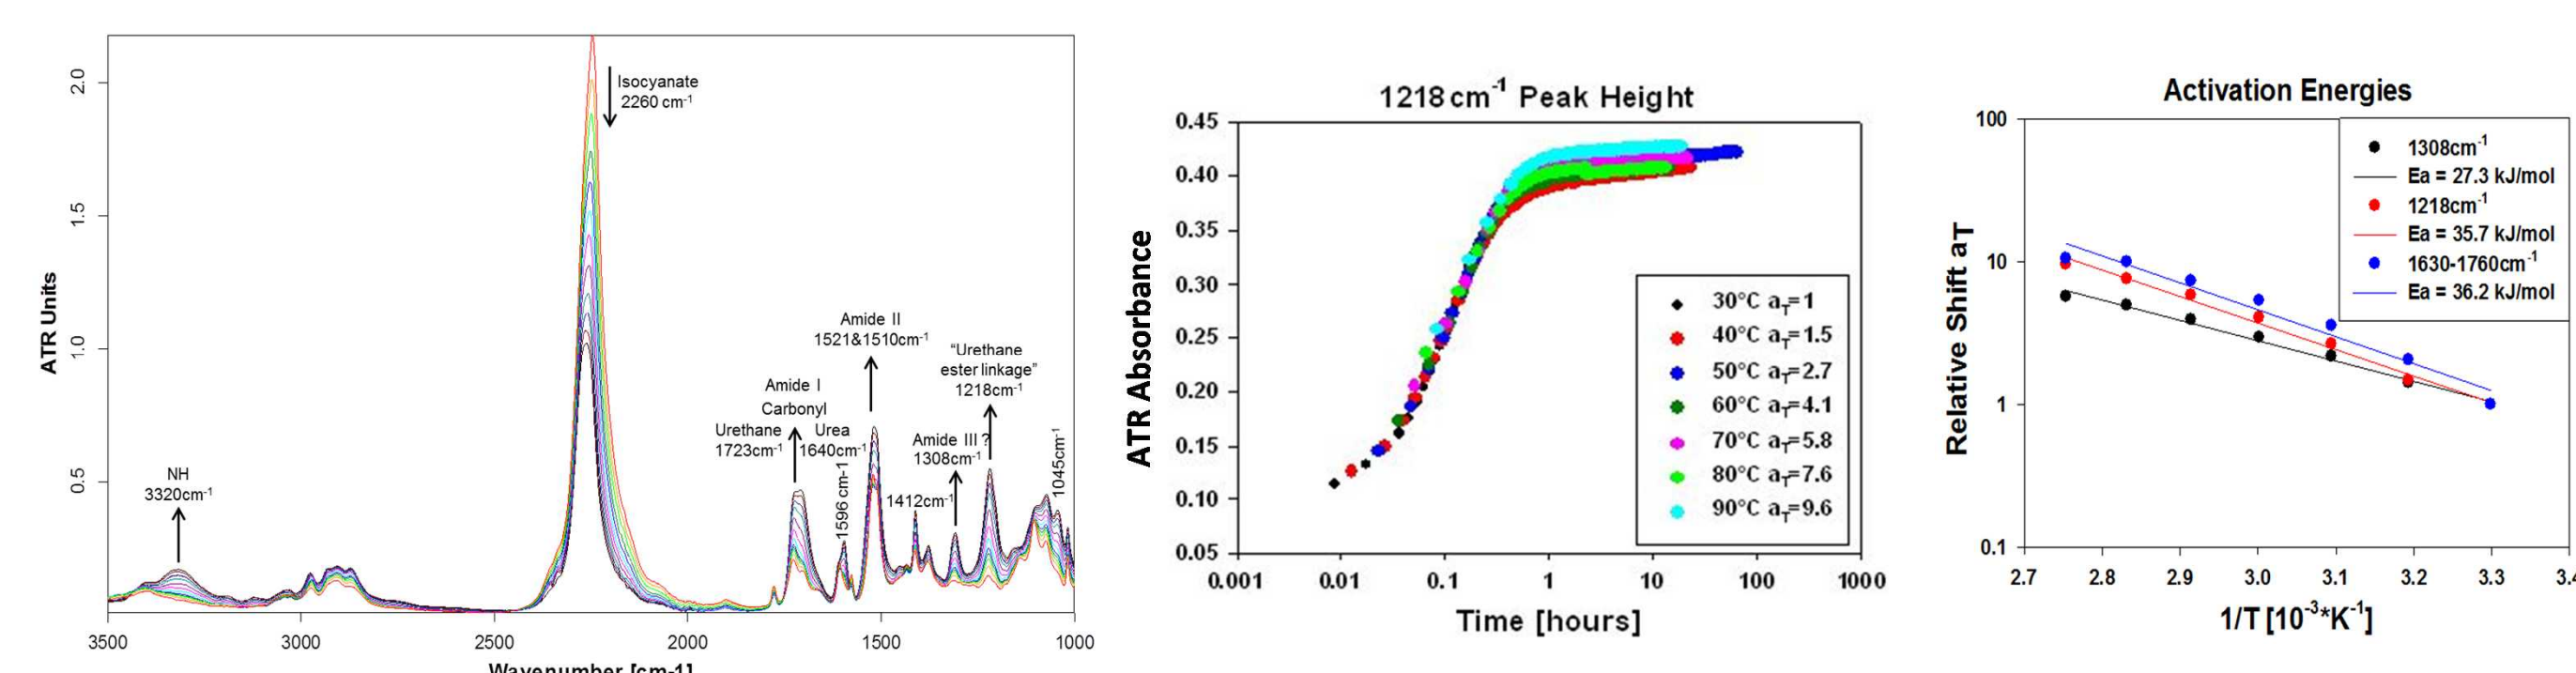 2.0
1.5
1.0
0.5
ATR Units
Isocyanate
2260 cm-1
NH
3320cm-1
Amide I
Carbonyl
Urethane Urea
1723cm-1 1640cm-1
1596 cm-1
Amide II
1521&1510cm-1
1412cm-1
Amide III ?
1308cm-1
“Urethane
ester linkage”
1218cm-1
1045cm-1
3500 3000 2500 2000 1500 1000
Wavenumber [cm-1]
1218 cm-1 Peak Height
ATR Absorbance
0.45
0.40
0.35
0.30
0.25
0.20
0.15
0.10
0.05
30°C aT=1
40°C aT=1.5
50°C aT=2.7
60°C aT=4.1
70°C aT=5.8
80°C aT=7.6
90°C aT=9.6
0.001 0.01 0.1 1 10 100 1000
Time [hours]
Activation Energies
Relative Shift aT
100
10
1
0.1
1308cm-1
Ea = 27.3 kJ/mol
1218cm-1
Ea = 35.7 kJ/mol
1630-1760cm-1
Ea = 36.2 kJ/mol
2.7 2.8 2.9 3.0 3.1 3.2 3.3 3.4
1/T [10-3*K-1]